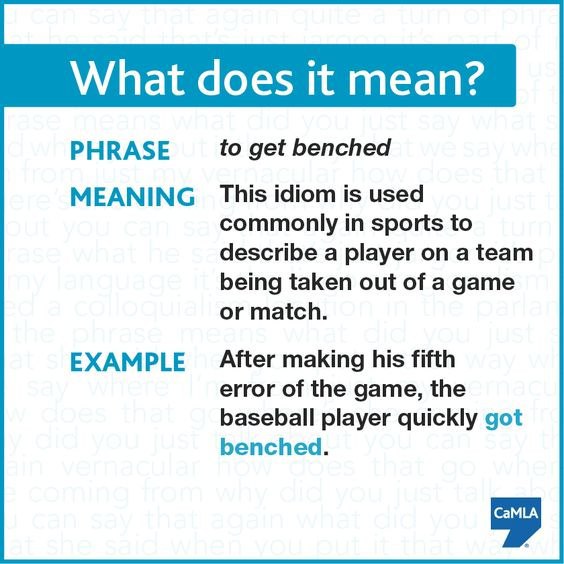 What does it mean?
PHRASE to get benched
MEANING This idiom is used
commonly in sports to
describe a player on a team
being taken out of a game
or match.
EXAMPLE After making his fifth
error of the game, the
baseball player quickly got
benched.
CaMLA